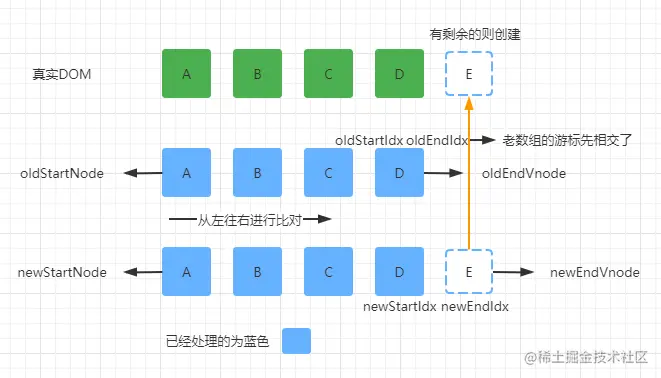 有剩余的则创建
真实DOM A B C D E
oldStartIdx oldEndIdx 老数组的游标先相交了
oldStartNode A B C D oldEndVnode
从左往右进行比对
newStartNode A B C D E newEndVnode
newStartIdx newEndIdx
已经处理的为蓝色
@稀土掘金技术社区